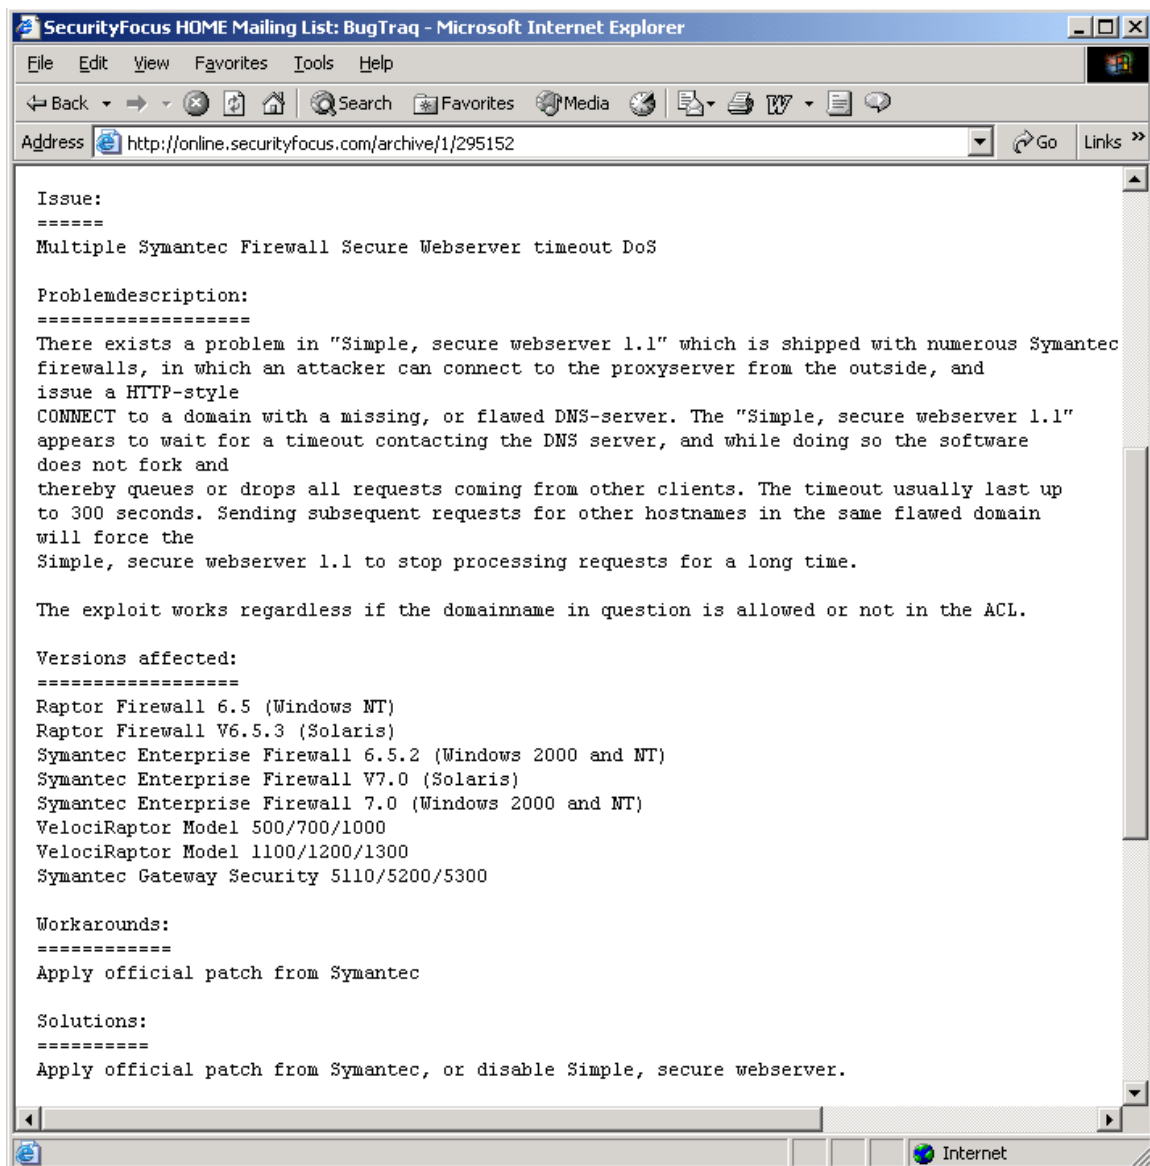 SecurityFocus HOME Mailing List: BugTraq - Microsoft Internet Explorer
File Edit View Favorites Tools Help
Back Search Favorites Media
Address http://online.securityfocus.com/archive/1/295152 Go Links »
Issue:
======
Multiple Symantec Firewall Secure Webserver timeout DoS
Problemdescription:
===================
There exists a problem in "Simple, secure webserver 1.1" which is shipped with numerous Symantec
firewalls, in which an attacker can connect to the proxyserver from the outside, and
issue a HTTP-style
CONNECT to a domain with a missing, or flawed DNS-server. The "Simple, secure webserver 1.1"
appears to wait for a timeout contacting the DNS server, and while doing so the software
does not fork and
thereby queues or drops all requests coming from other clients. The timeout usually last up
to 300 seconds. Sending subsequent requests for other hostnames in the same flawed domain
will force the
Simple, secure webserver 1.1 to stop processing requests for a long time.
The exploit works regardless if the domainname in question is allowed or not in the ACL.
Versions affected:
==================
Raptor Firewall 6.5 (Windows NT)
Raptor Firewall V6.5.3 (Solaris)
Symantec Enterprise Firewall 6.5.2 (Windows 2000 and NT)
Symantec Enterprise Firewall V7.0 (Solaris)
Symantec Enterprise Firewall 7.0 (Windows 2000 and NT)
VelociRaptor Model 500/700/1000
VelociRaptor Model 1100/1200/1300
Symantec Gateway Security 5110/5200/5300
Workarounds:
============
Apply official patch from Symantec
Solutions:
==========
Apply official patch from Symantec, or disable Simple, secure webserver.
Internet